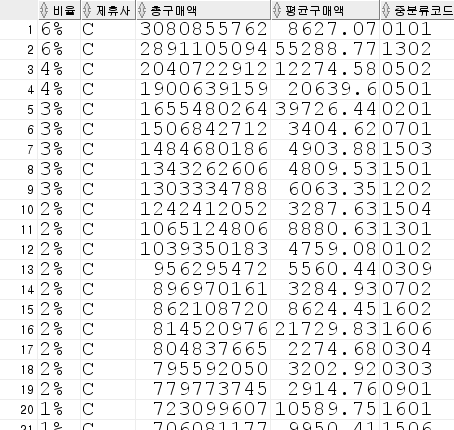 비율 제휴사 총구매액 평균구매액 중분류코드
1 6% C 3080855762 8627.07 0101
2 6% C 2891105094 55288.77 1302
3 4% C 2040722912 12274.58 0502
4 4% C 1900639159 20639.6 0501
5 3% C 1655480264 39726.44 0201
6 3% C 1506842712 3404.62 0701
7 3% C 1484680186 4903.88 1503
8 3% C 1343262606 4809.53 1501
9 3% C 1303334788 6063.35 1202
10 2% C 1242412052 3287.63 1504
11 2% C 1065124806 8880.63 1301
12 2% C 1039350183 4759.08 0102
13 2% C 956295472 5560.44 0309
14 2% C 896970161 3284.93 0702
15 2% C 862108720 8624.45 1602
16 2% C 814520976 21729.83 1606
17 2% C 804837665 2274.68 0304
18 2% C 795592050 3202.92 0303
19 2% C 779773745 2914.76 0901
20 1% C 723099607 10589.75 1601
21 1% C 706081177 9950.41 1506